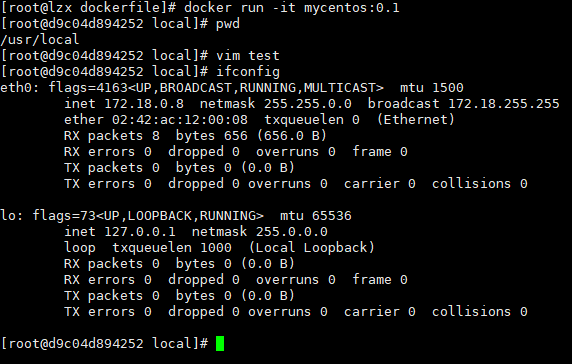 [root@lzx dockerfile]# docker run -it mycentos:0.1
[root@d9c04d894252 local]# pwd
/usr/local
[root@d9c04d894252 local]# vim test
[root@d9c04d894252 local]# ifconfig
eth0: flags=4163<UP,BROADCAST,RUNNING,MULTICAST>  mtu 1500
        inet 172.18.0.8  netmask 255.255.0.0  broadcast 172.18.255.255
        ether 02:42:ac:12:00:08  txqueuelen 0  (Ethernet)
        RX packets 8  bytes 656 (656.0 B)
        RX errors 0  dropped 0  overruns 0  frame 0
        TX packets 0  bytes 0 (0.0 B)
        TX errors 0  dropped 0 overruns 0  carrier 0  collisions 0

lo: flags=73<UP,LOOPBACK,RUNNING>  mtu 65536
        inet 127.0.0.1  netmask 255.0.0.0
        loop  txqueuelen 1000  (Local Loopback)
        RX packets 0  bytes 0 (0.0 B)
        RX errors 0  dropped 0  overruns 0  frame 0
        TX packets 0  bytes 0 (0.0 B)
        TX errors 0  dropped 0 overruns 0  carrier 0  collisions 0

[root@d9c04d894252 local]#